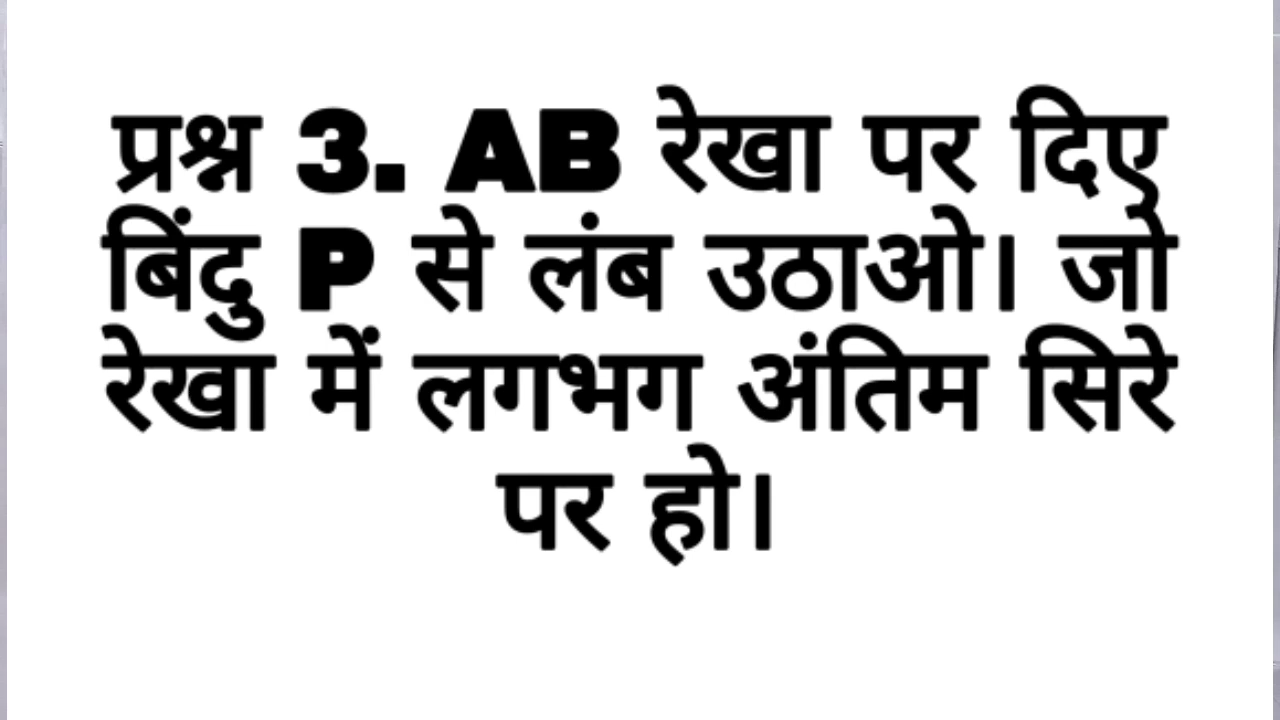 प्रश्न 3. AB रेखा पर दिए
बिंदु P से लंब उठाओ। जो
रेखा में लगभग अंतिम सिरे
पर हो।